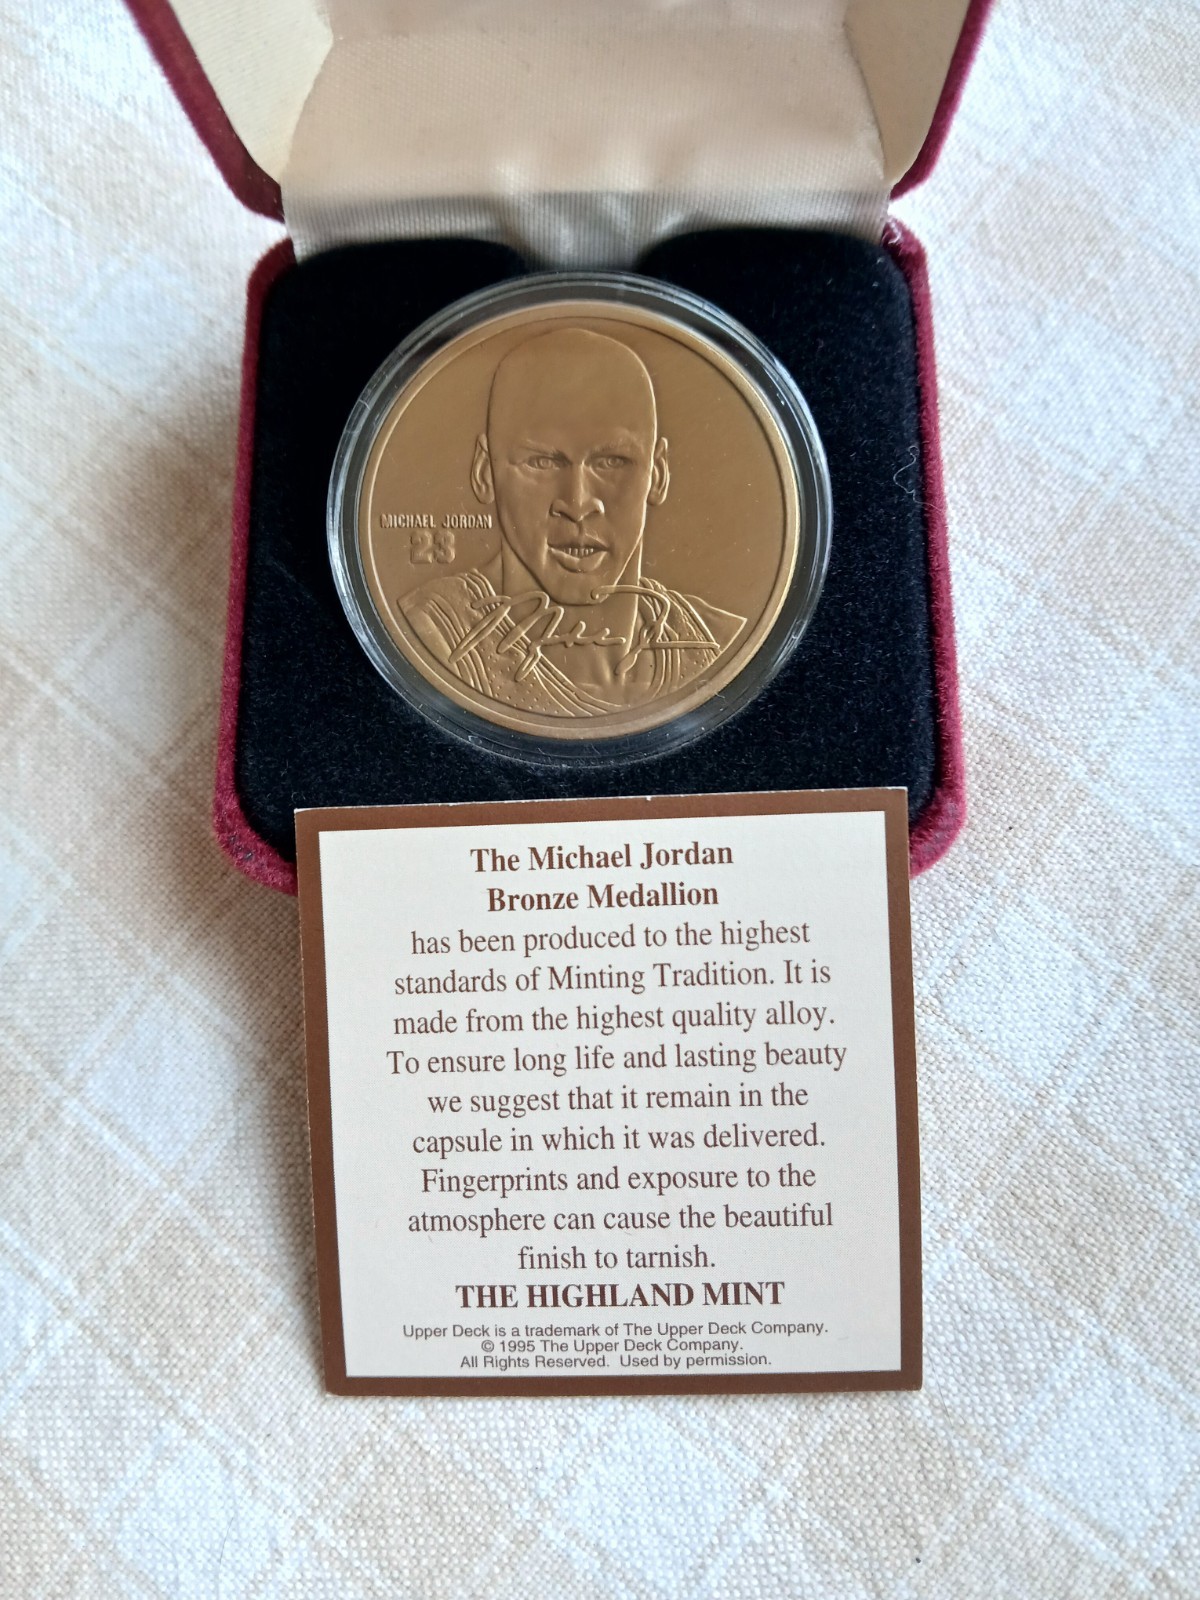 MICHAEL JORDAN
23
The Michael Jordan
Bronze Medallion
has been produced to the highest
standards of Minting Tradition. It is
made from the highest quality alloy.
To ensure long life and lasting beauty
we suggest that it remain in the
capsule in which it was delivered.
Fingerprints and exposure to the
atmosphere can cause the beautiful
finish to tarnish.
THE HIGHLAND MINT
Upper Deck is a trademark of The Upper Deck Company.
© 1995 The Upper Deck Company.
All Rights Reserved. Used by permission.